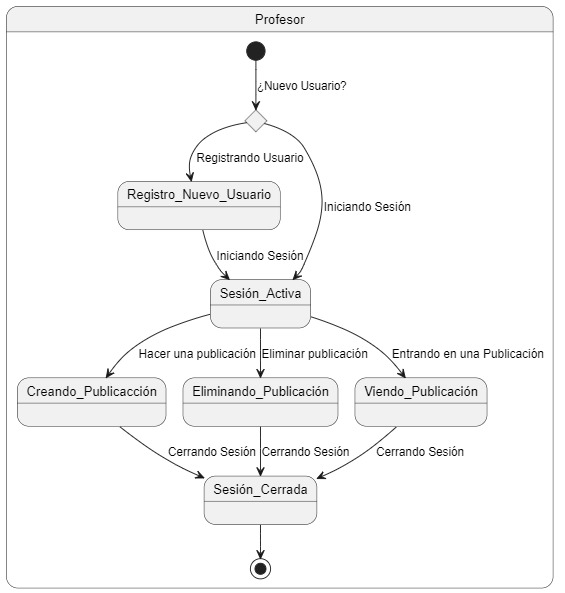 Profesor
¿Nuevo Usuario?
Registrando Usuario
Registro_Nuevo_Usuario
Iniciando Sesión
Iniciando Sesión
Sesión_Activa
Hacer una publicación
Eliminar publicación
Entrando en una Publicación
Creando_Publicacción
Eliminando_Publicación
Viendo_Publicación
Cerrando Sesión
Cerrando Sesión
Cerrando Sesión
Sesión_Cerrada